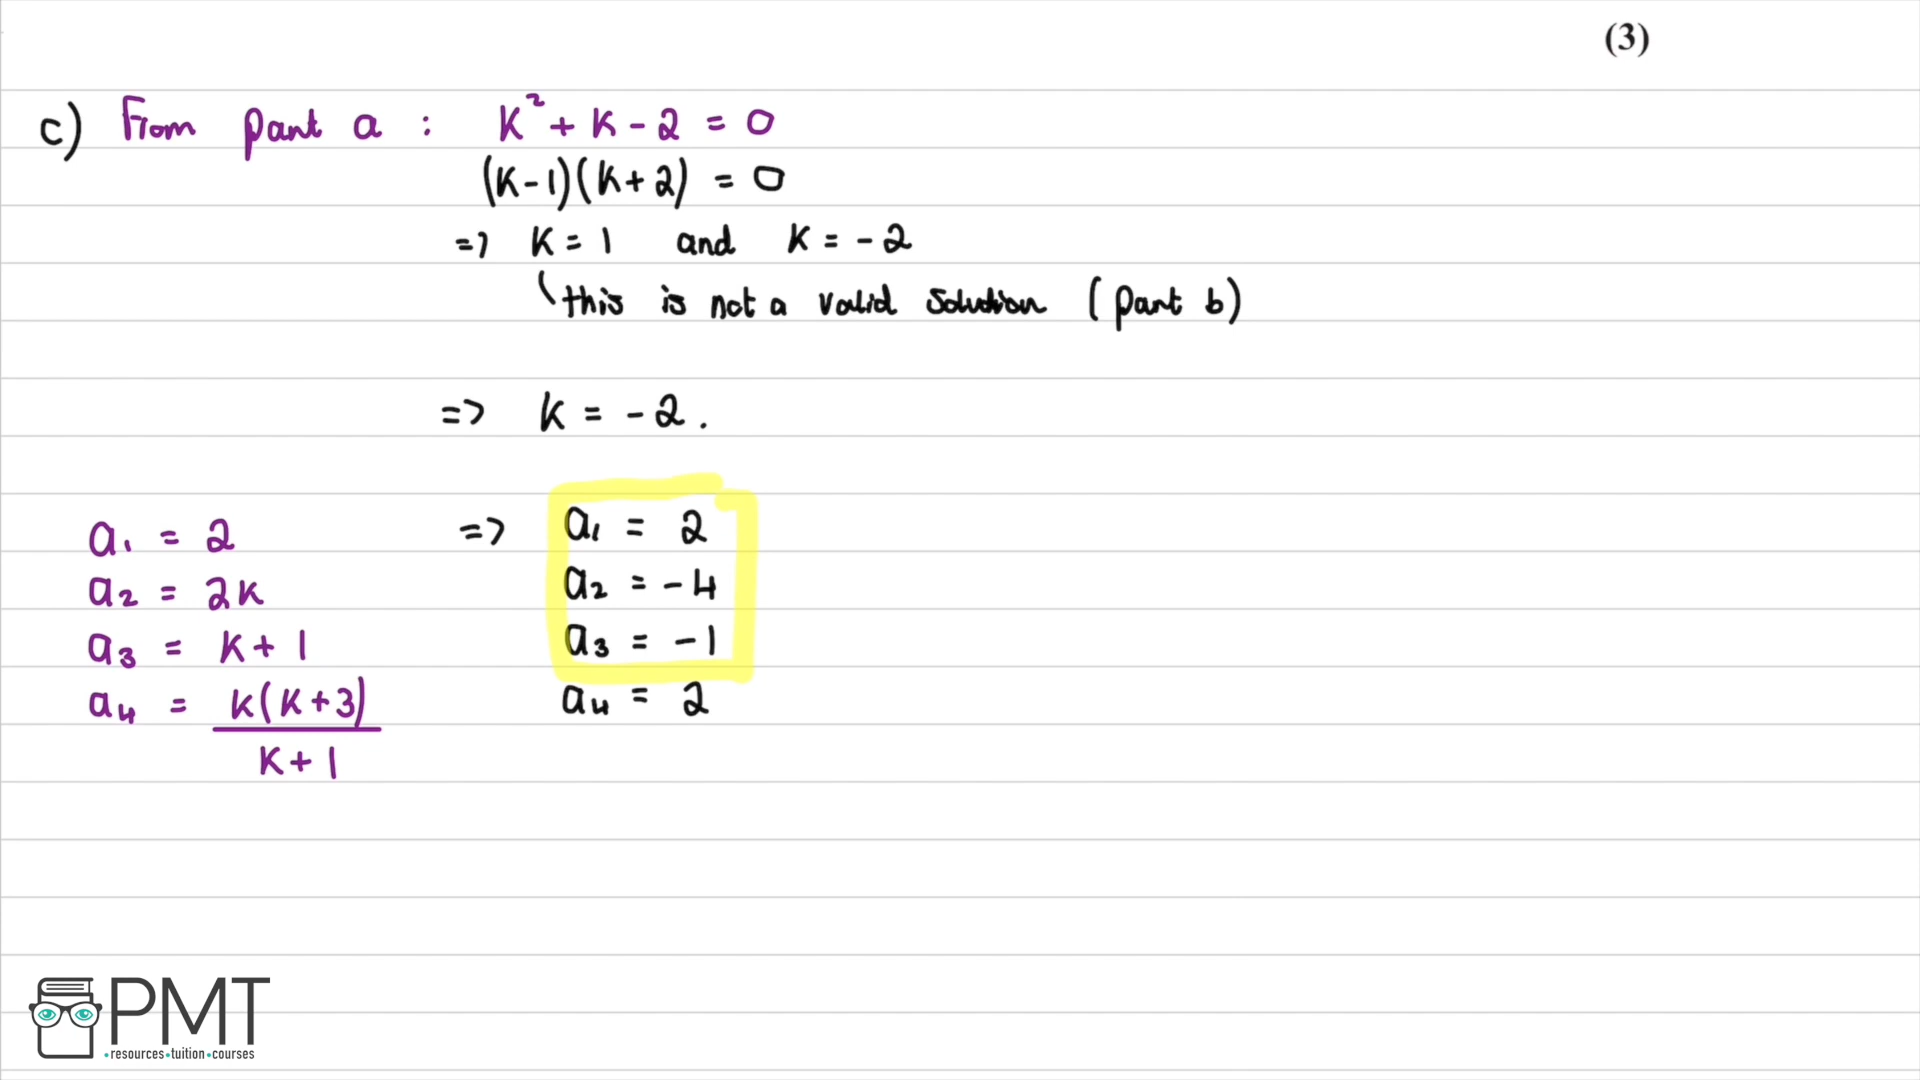 (3)
c) From part a : K² + K - 2 = 0
(K-1)(K+2) = 0
=> K = 1 and K = -2
this is not a valid solution (part b)
=> K = -2.
a₁ = 2 => a₁ = 2
a₂ = 2K a₂ = -4
a₃ = K+1 a₃ = -1
a₄ = K(K+3)/K+1 a₄ = 2
PMT
•resources•tuition•courses